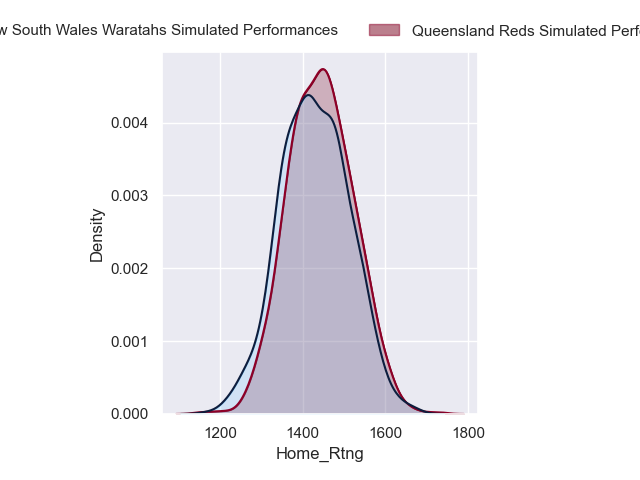 South Wales Waratahs Simulated Performances
Queensland Reds Simulated
0.004
0.003
0.002
0.001
0.000
Density
1200
1400
1600
1800
Home_Rtng